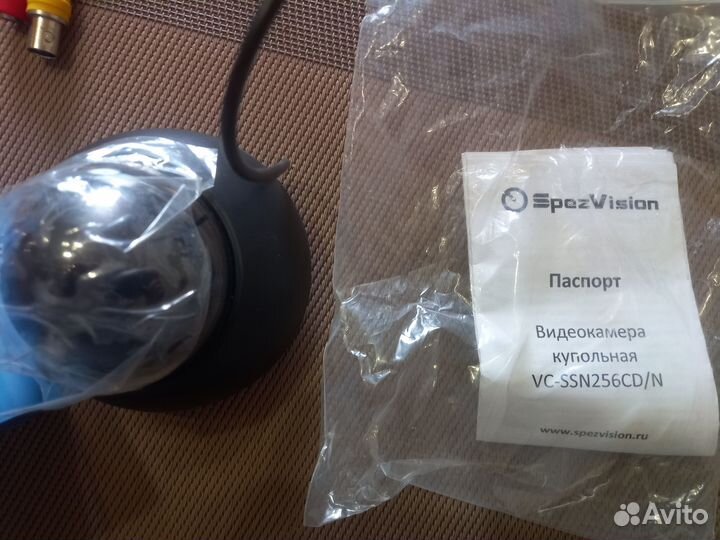 SpezVision
Паспорт
Видеокамера
купольная
VC-SSN256CD/N
www.spezvision.ru
Avito